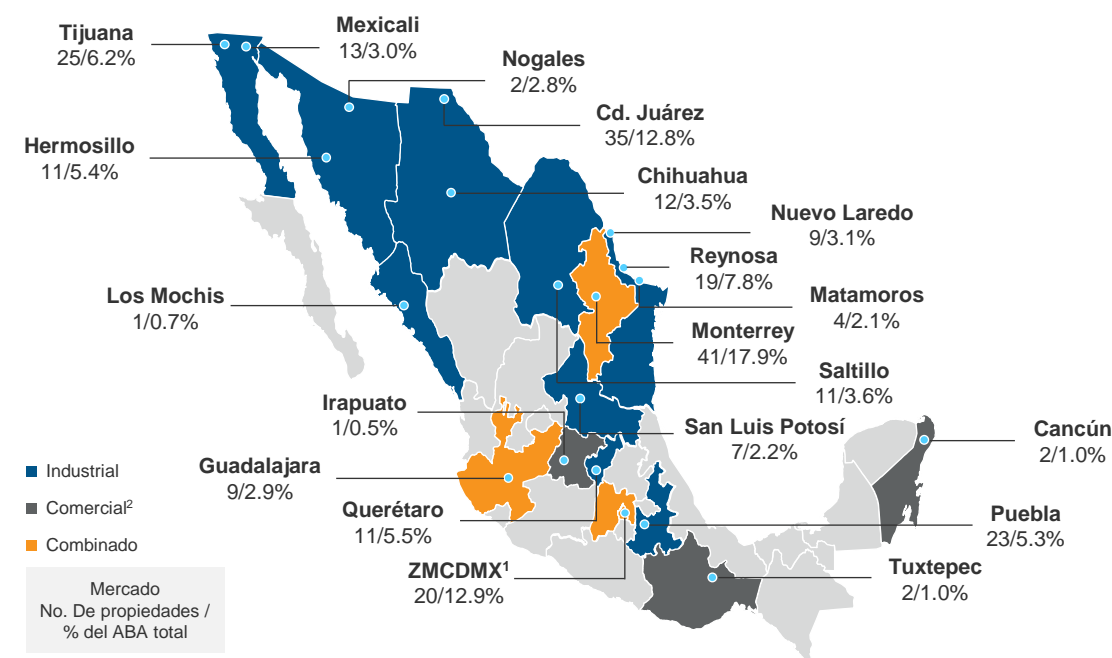 Tijuana
25/6.2%
Mexicali
13/3.0%
Nogales
2/2.8%
Cd. Juárez
35/12.8%
Hermosillo
11/5.4%
Chihuahua
12/3.5%
Nuevo Laredo
9/3.1%
Reynosa
19/7.8%
Matamoros
4/2.1%
Los Mochis
1/0.7%
Monterrey
41/17.9%
Saltillo
11/3.6%
Irapuato
1/0.5%
San Luis Potosí
7/2.2%
Cancún
2/1.0%
Guadalajara
9/2.9%
Querétaro
11/5.5%
Puebla
23/5.3%
ZMCDMX¹
20/12.9%
Tuxtepec
2/1.0%
Industrial
Comercial²
Combinado
Mercado
No. De propiedades /
% del ABA total